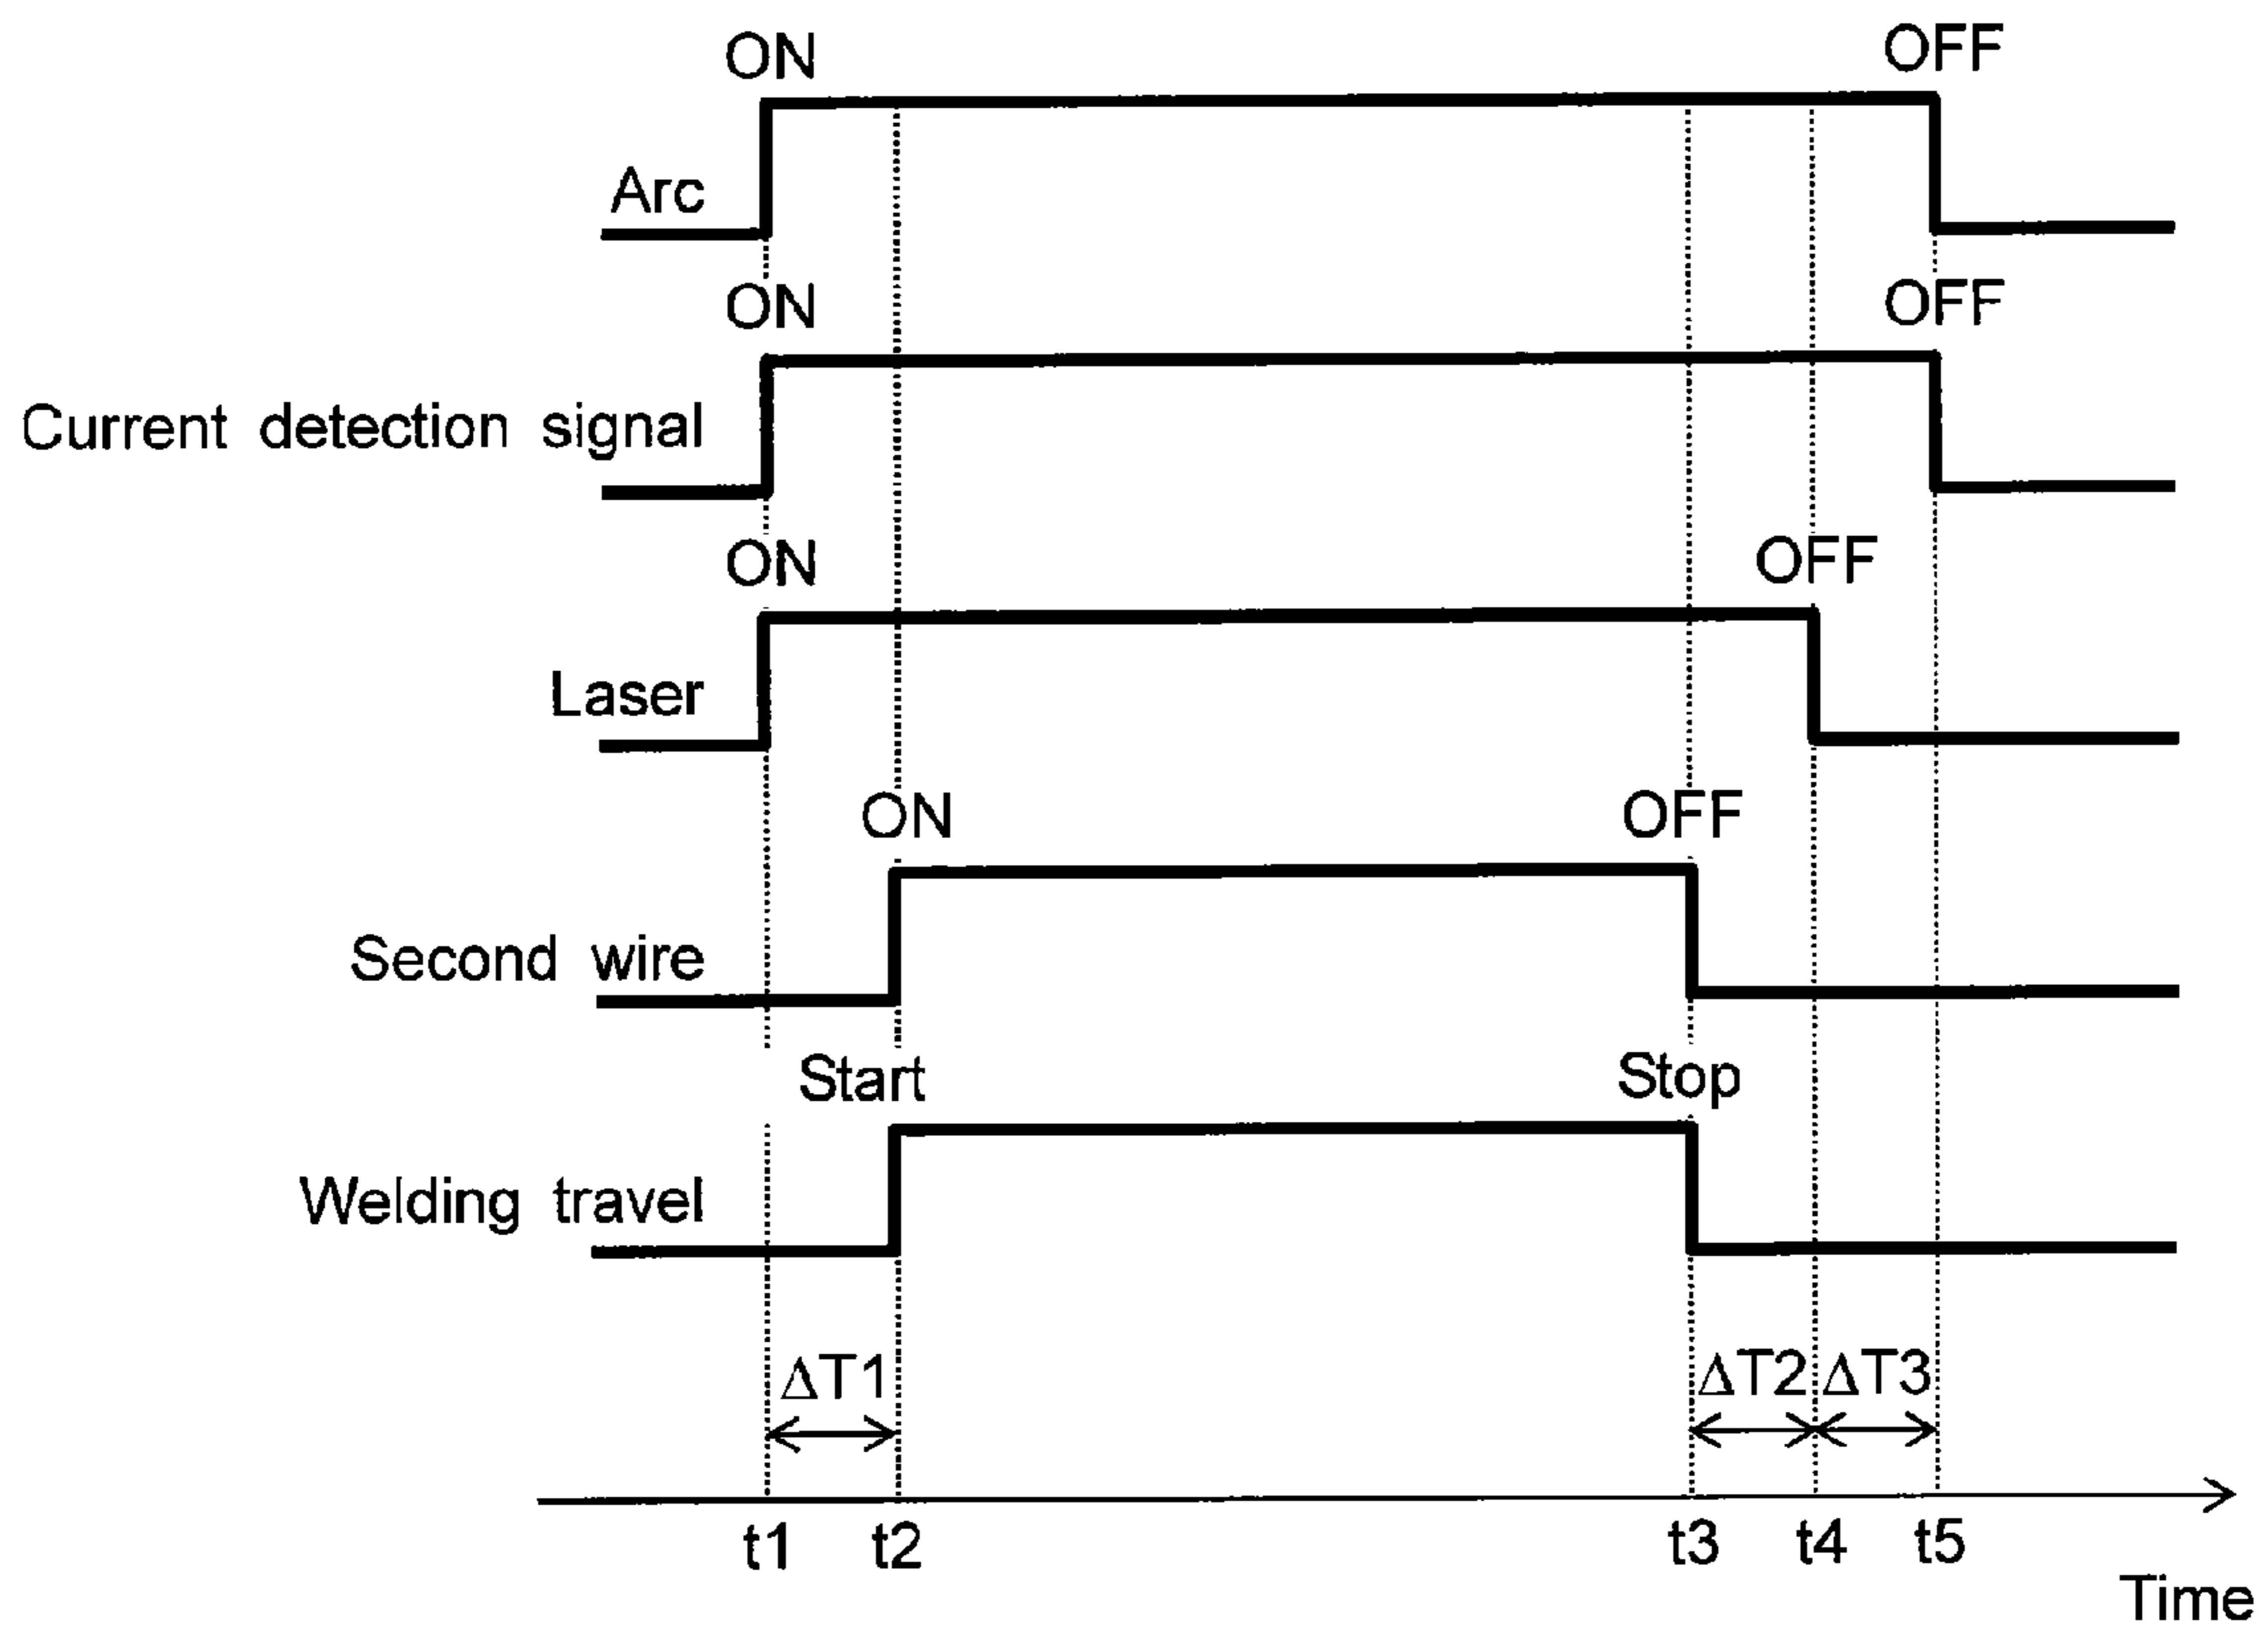 ON OFF
Arc
ON OFF
Current detection signal
ON OFF
Laser
ON OFF
Second wire
Start Stop
Welding travel
ΔT1 ΔT2 ΔT3
t1 t2 t3 t4 t5
Time